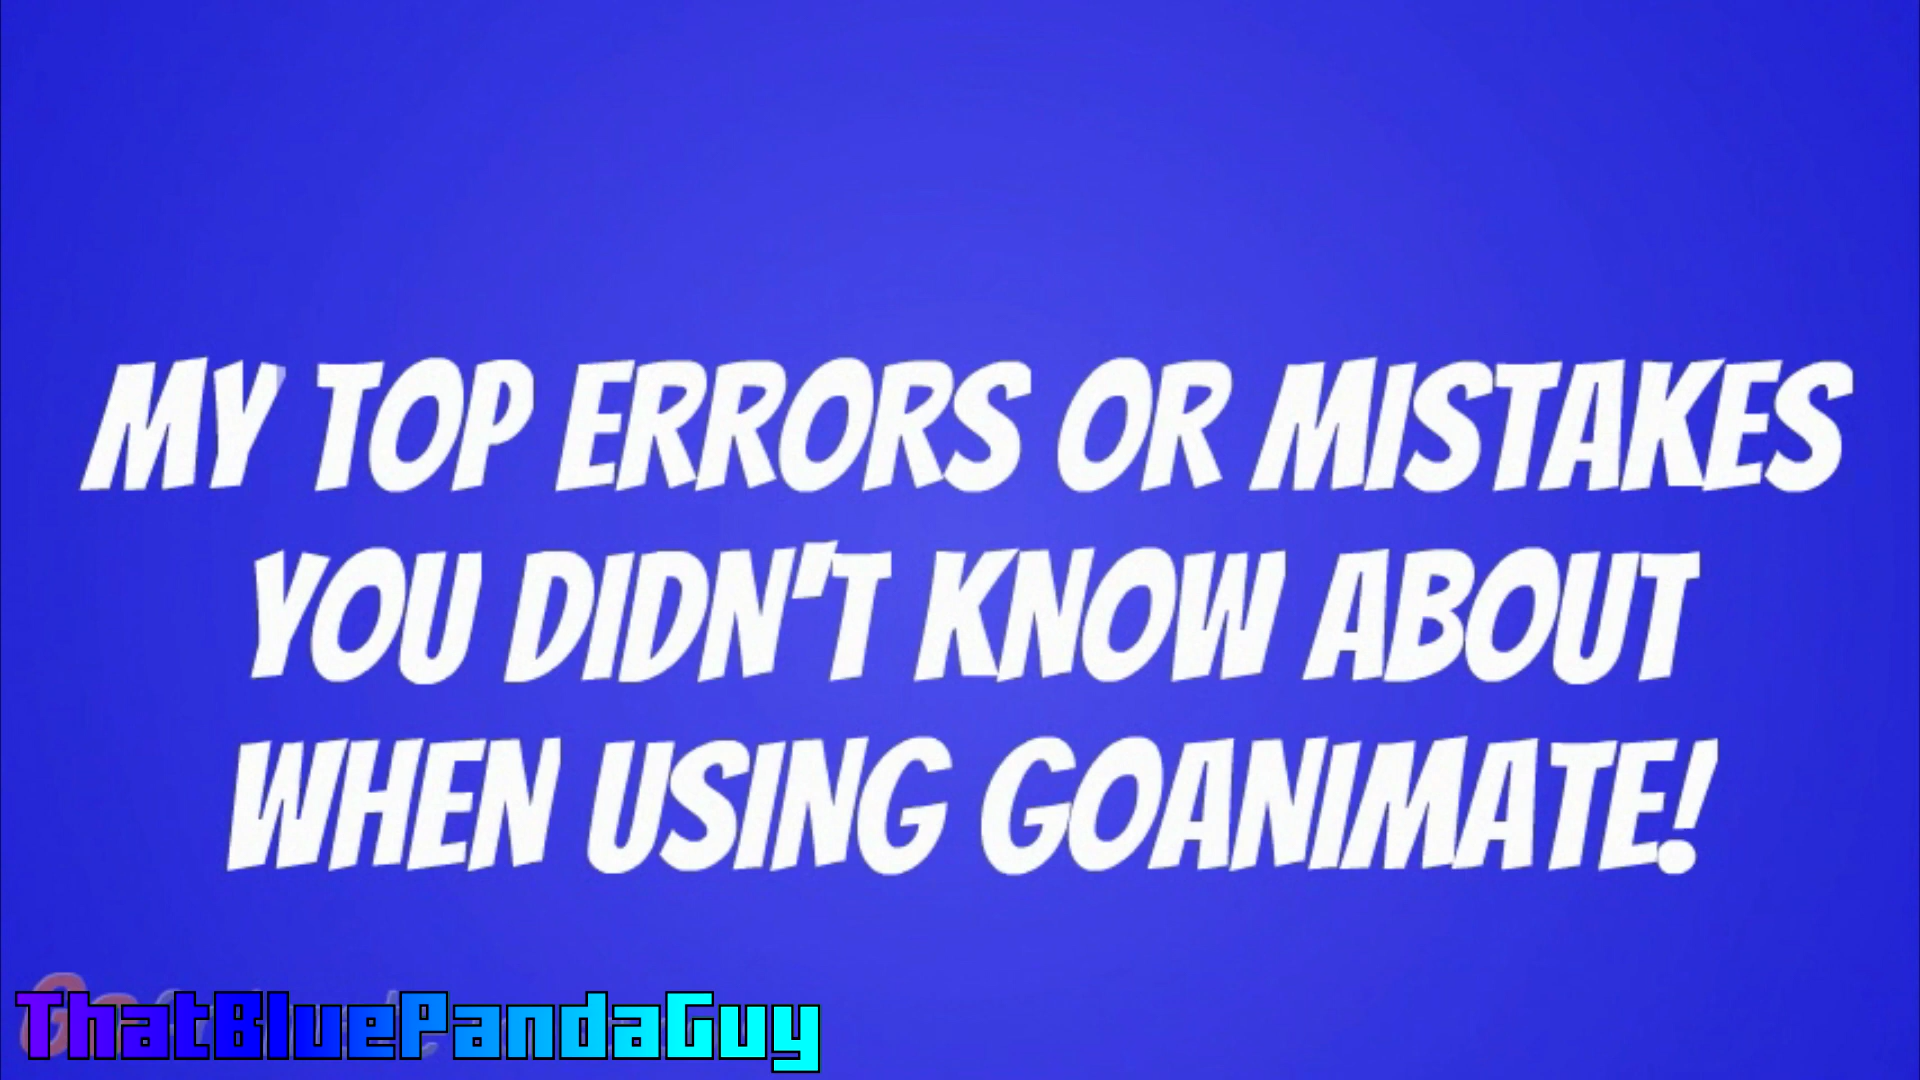 MY TOP ERRORS OR MISTAKES
YOU DIDN'T KNOW ABOUT
WHEN USING GOANIMATE!
ThatBluePandaGuy